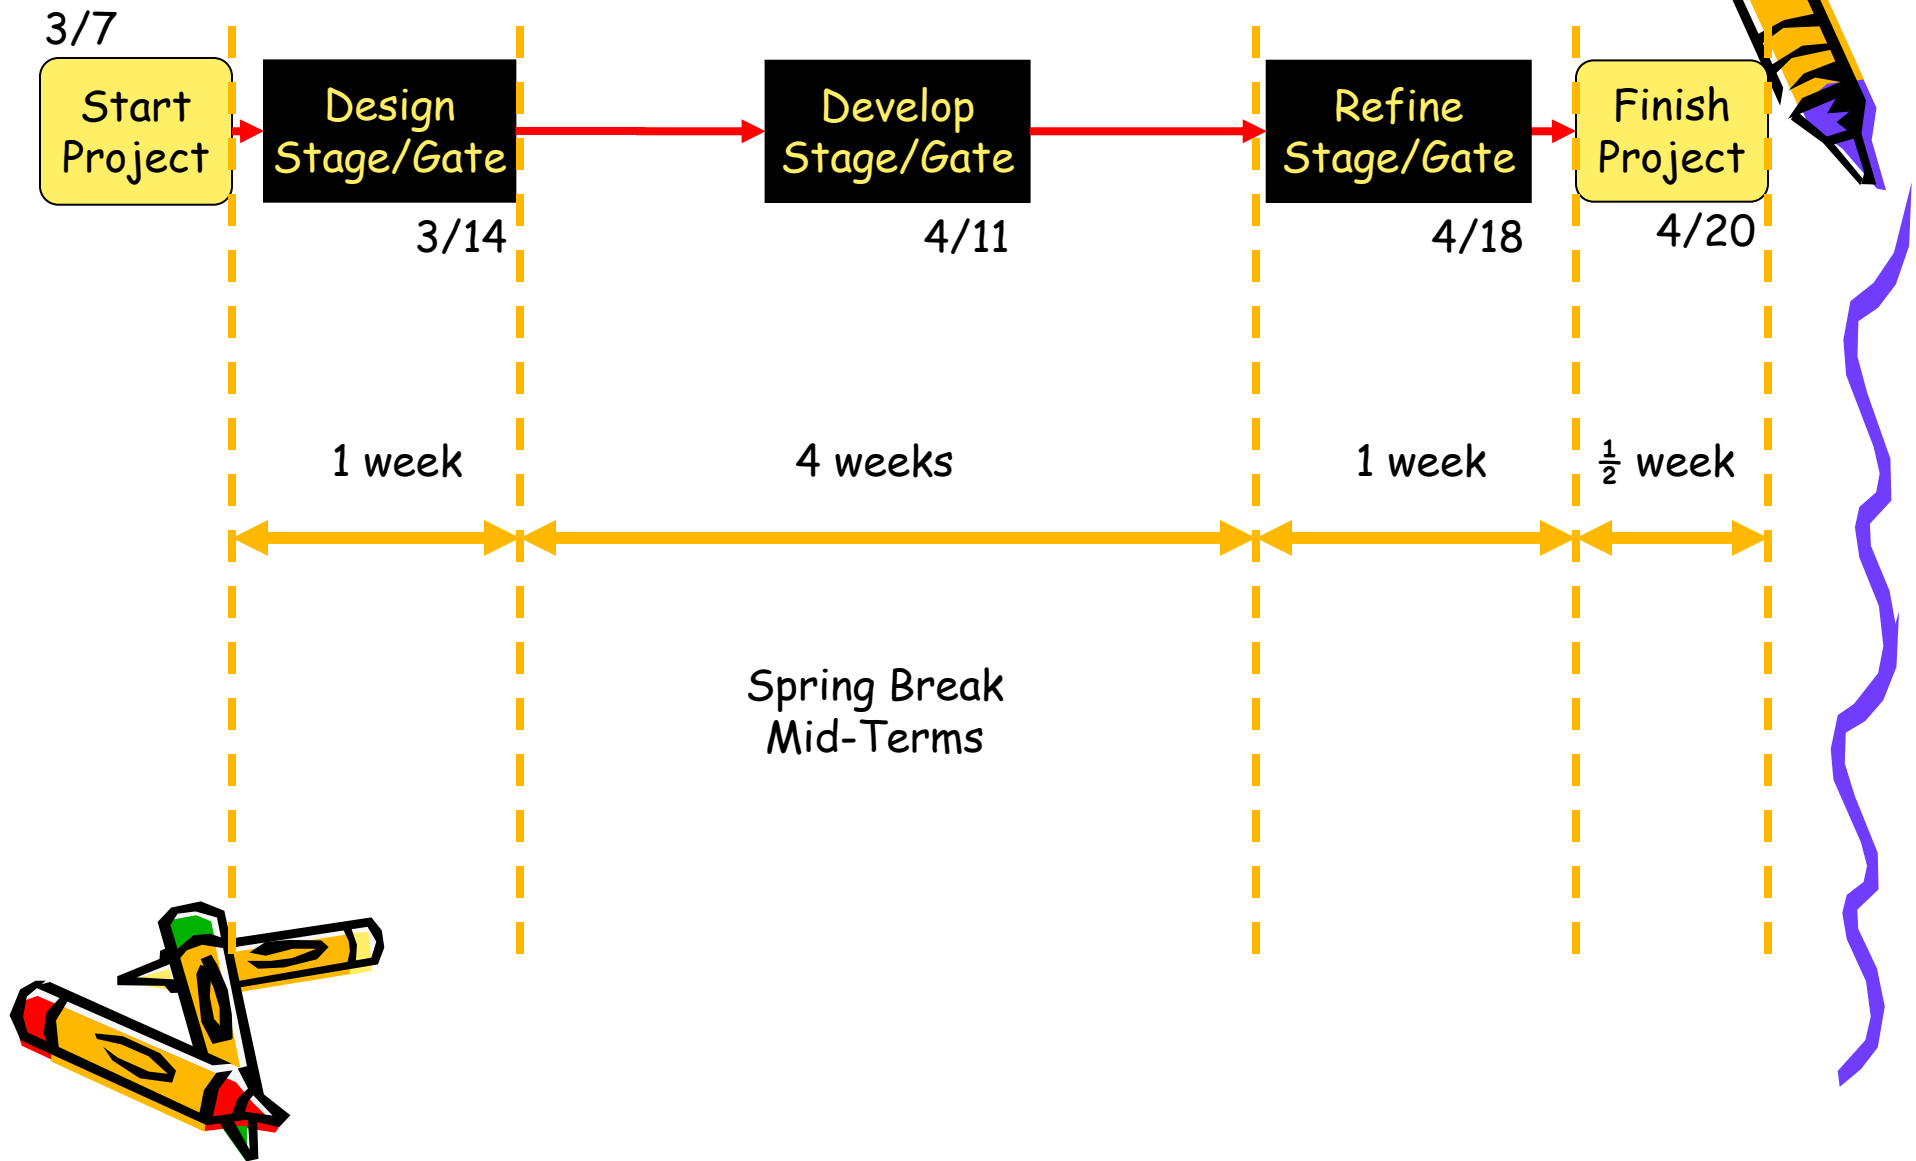 3/7
Start
Project
Design
Stage/Gate
3/14
Develop
Stage/Gate
4/11
Refine
Stage/Gate
4/18
Finish
Project
4/20
1 week
4 weeks
1 week
½ week
Spring Break
Mid-Terms